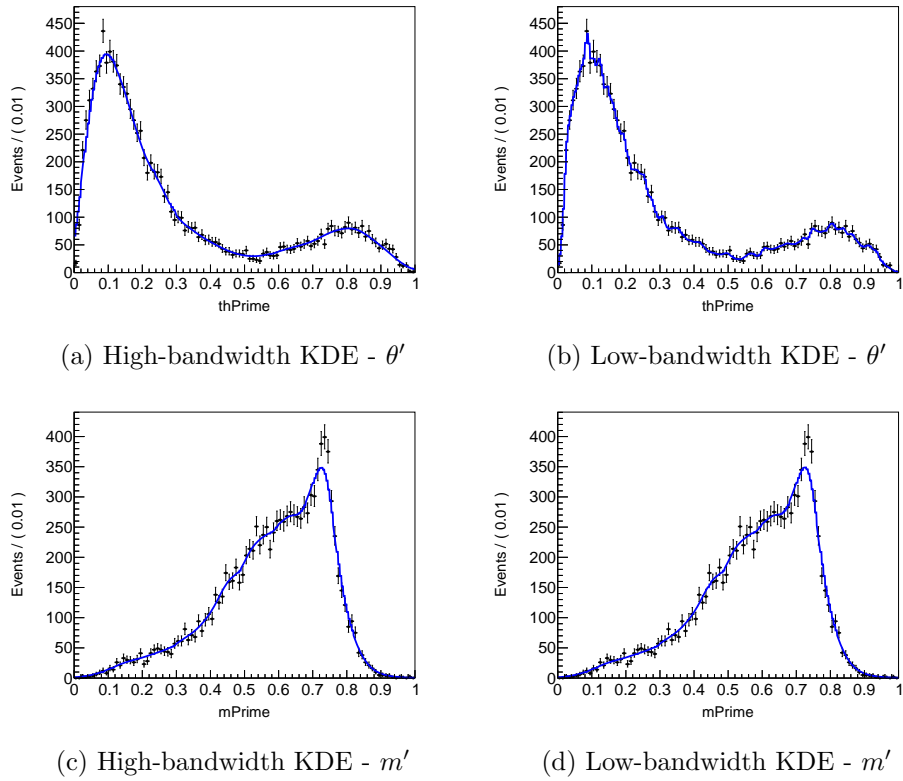 450
400
350
300
250
200
150
100
50
0
Events / ( 0.01 )
0 0.1 0.2 0.3 0.4 0.5 0.6 0.7 0.8 0.9 1
thPrime
(a) High-bandwidth KDE - θ′
450
400
350
300
250
200
150
100
50
0
Events / ( 0.01 )
0 0.1 0.2 0.3 0.4 0.5 0.6 0.7 0.8 0.9 1
thPrime
(b) Low-bandwidth KDE - θ′
400
350
300
250
200
150
100
50
0
Events / ( 0.01 )
0 0.1 0.2 0.3 0.4 0.5 0.6 0.7 0.8 0.9 1
mPrime
(c) High-bandwidth KDE - m′
400
350
300
250
200
150
100
50
0
Events / ( 0.01 )
0 0.1 0.2 0.3 0.4 0.5 0.6 0.7 0.8 0.9 1
mPrime
(d) Low-bandwidth KDE - m′